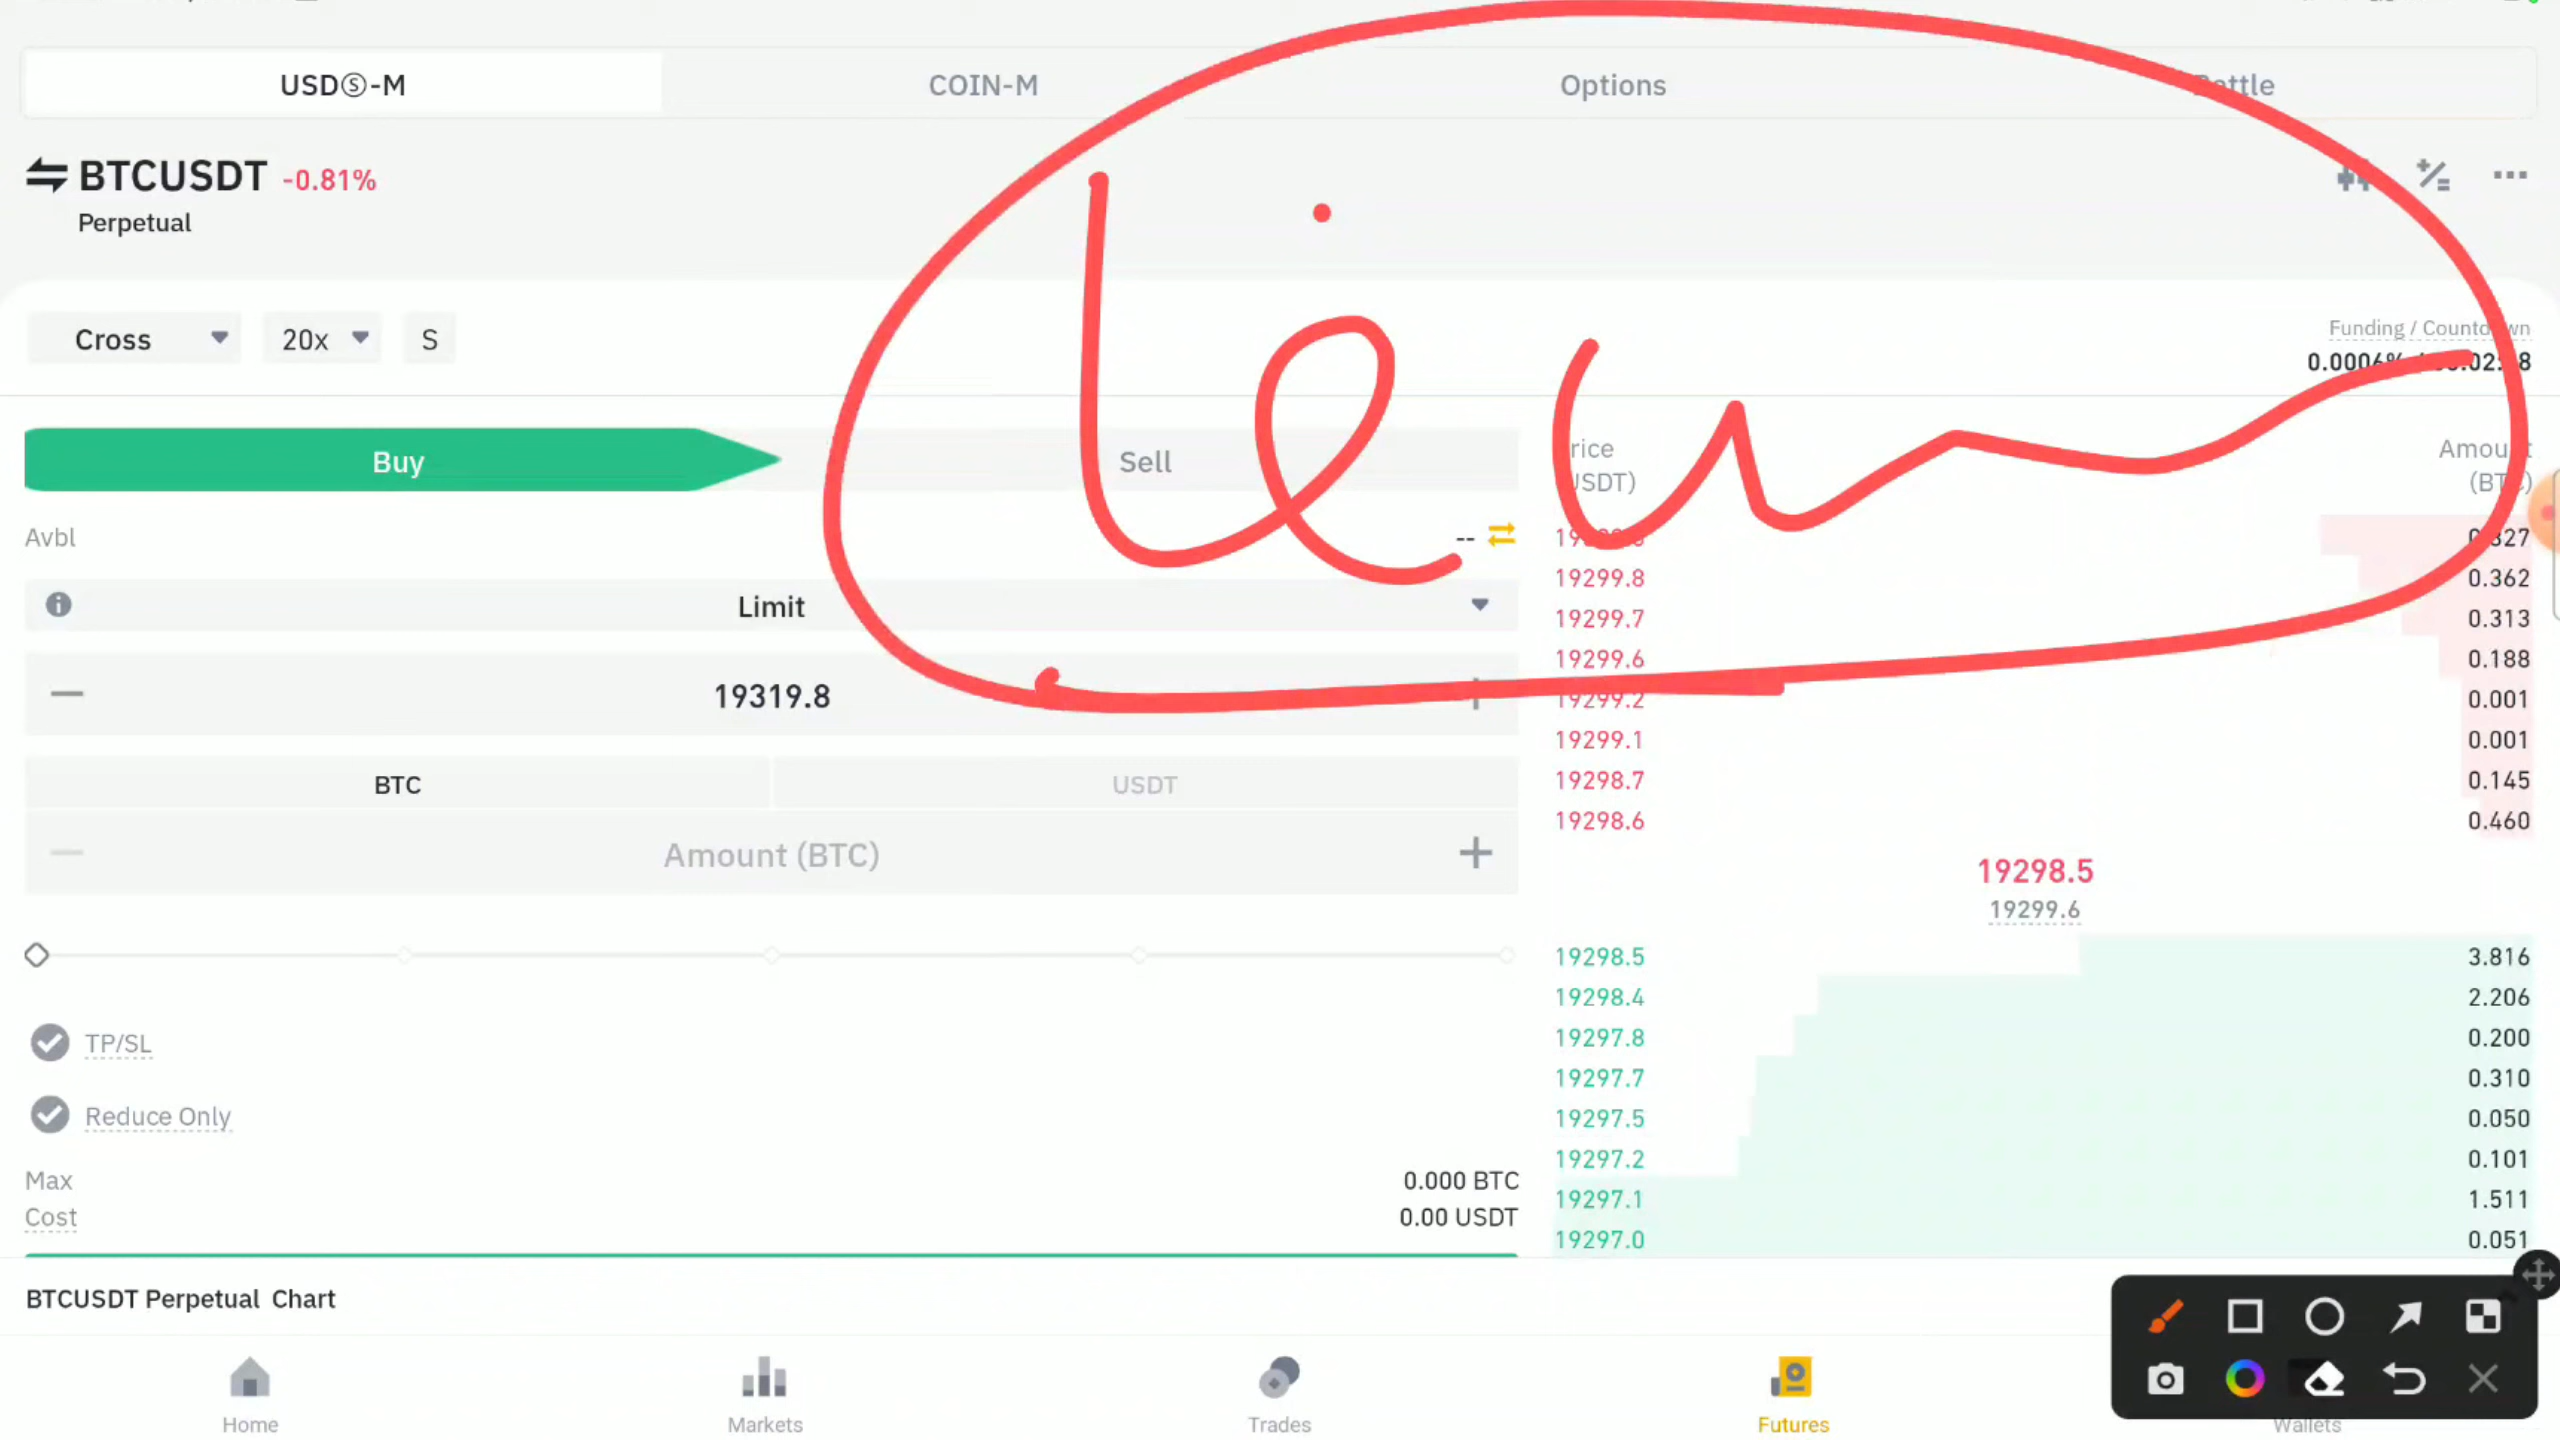 USDⓈ-M COIN-M Options
BTCUSDT -0.81%
Perpetual
Cross 20x S
Funding /
Buy Sell
Avbl --
Limit
19319.8
BTC USDT
Amount (BTC)
TP/SL
Reduce Only
Max 0.000 BTC
Cost 0.00 USDT
19299.8 0.362
19299.7 0.313
19299.6 0.188
19299.2 0.001
19299.1 0.001
19298.7 0.145
19298.6 0.460
19298.5
19299.6
19298.5 3.816
19298.4 2.206
19297.8 0.200
19297.7 0.310
19297.5 0.050
19297.2 0.101
19297.1 1.511
19297.0 0.051
BTCUSDT Perpetual Chart
Home Markets Trades Futures Wallets